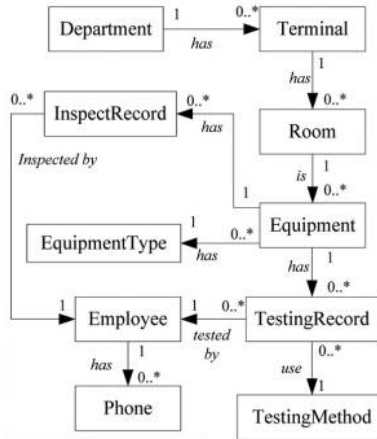 Department 1 0..* Terminal
has
1
has
0..* InspectRecord 0..* 0..*
has
Room
Inspected by
1
is
1 0..*
Equipment
1
EquipmentType 0..*
has
1
has
0..*
1 Employee 1 0..* TestingRecord
tested
by
1
has
0..*
use
0..*
Phone
1
TestingMethod